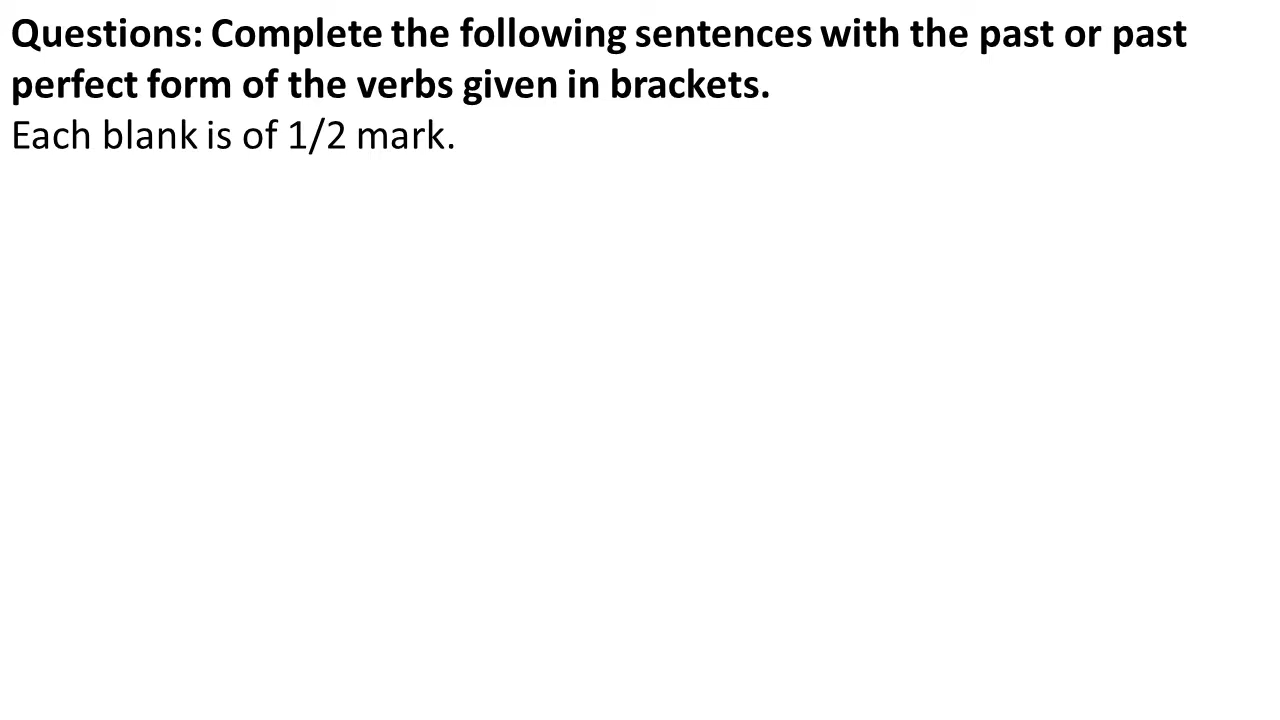 Questions: Complete the following sentences with the past or past
perfect form of the verbs given in brackets.
Each blank is of 1/2 mark.